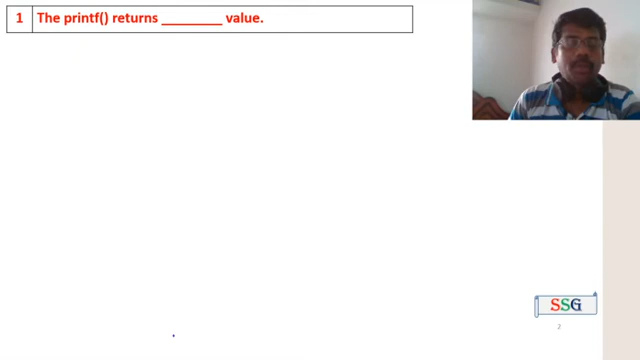 1 The printf() returns ________ value.
SSG
2